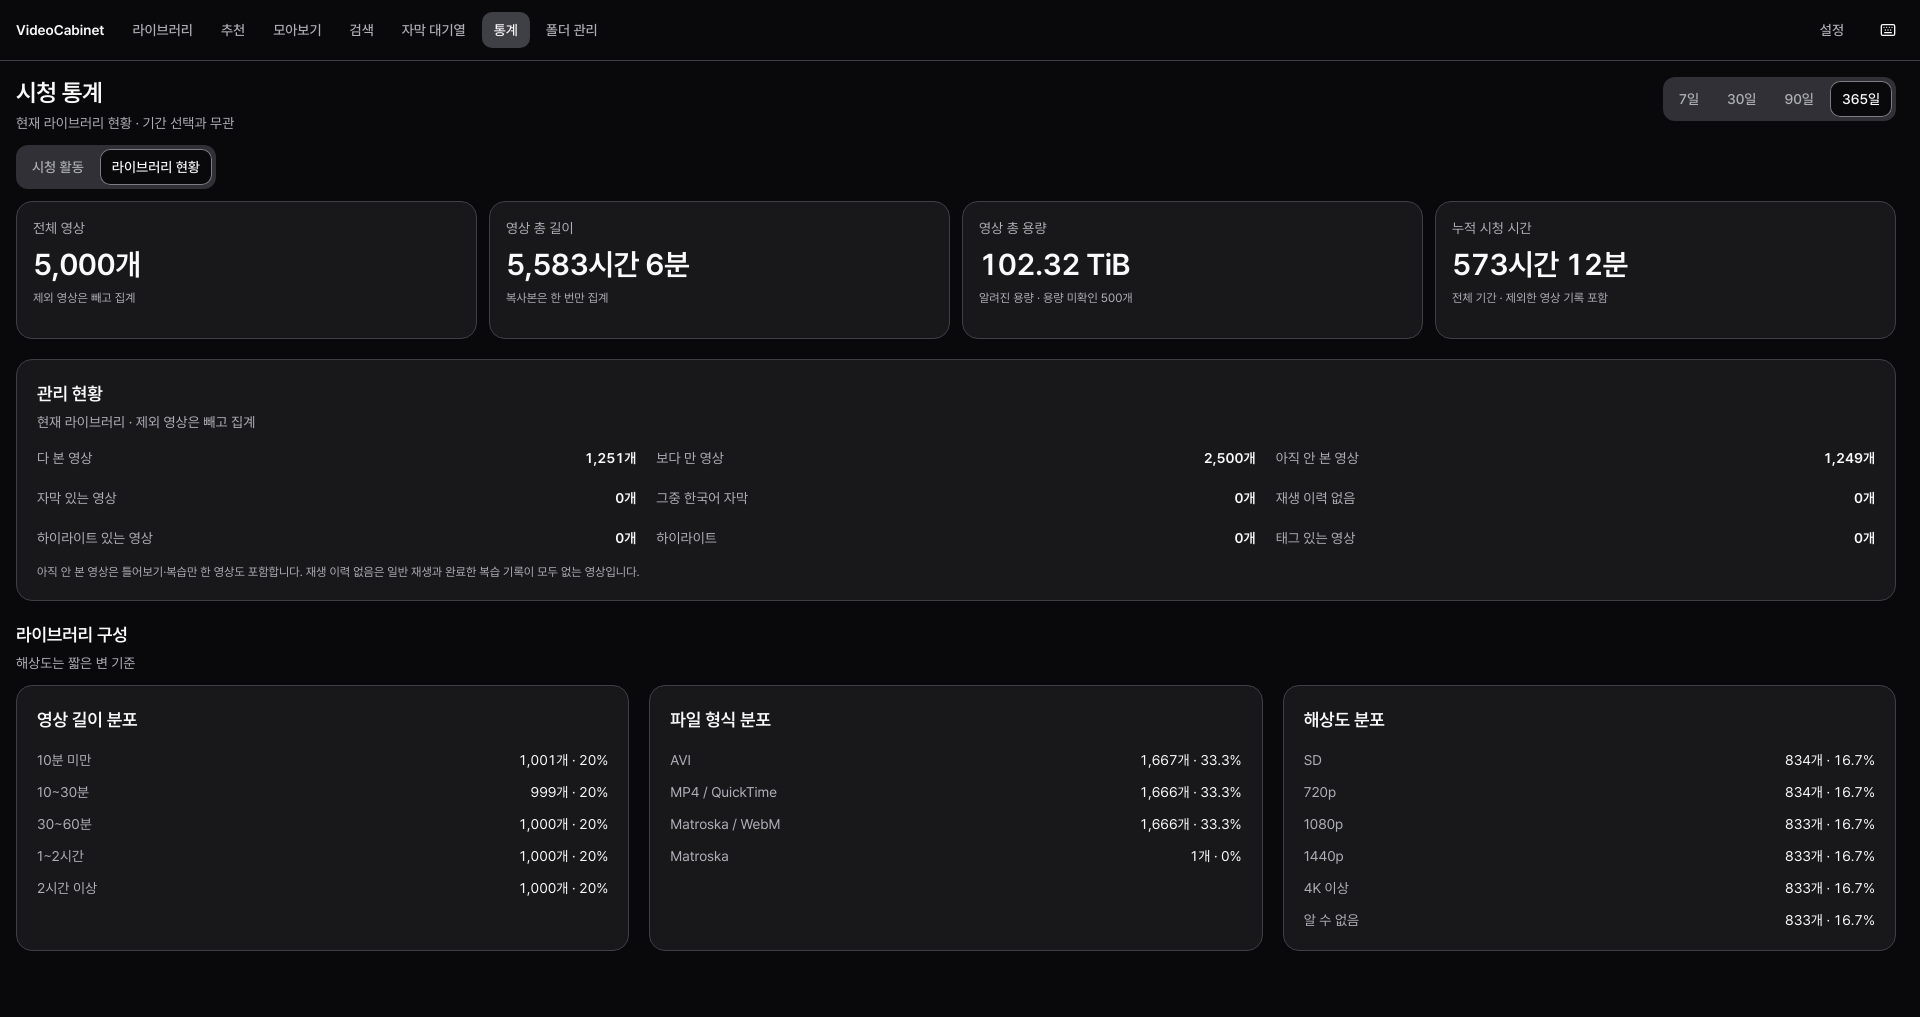 VideoCabinet 라이브러리 추천 모아보기 검색 자막 대기열 통계 폴더 관리 설정
시청 통계
현재 라이브러리 현황 · 기간 선택과 무관
7일 30일 90일 365일
시청 활동 라이브러리 현황
전체 영상
5,000개
제외 영상은 빼고 집계
영상 총 길이
5,583시간 6분
복사본은 한 번만 집계
영상 총 용량
102.32 TiB
알려진 용량 · 용량 미확인 500개
누적 시청 시간
573시간 12분
전체 기간 · 제외한 영상 기록 포함
관리 현황
현재 라이브러리 · 제외 영상은 빼고 집계
다 본 영상 1,251개 보다 만 영상 2,500개 아직 안 본 영상 1,249개
자막 있는 영상 0개 그중 한국어 자막 0개 재생 이력 없음 0개
하이라이트 있는 영상 0개 하이라이트 0개 태그 있는 영상 0개
아직 안 본 영상은 틀어보기·복습만 한 영상도 포함합니다. 재생 이력 없음은 일반 재생과 완료한 복습 기록이 모두 없는 영상입니다.
라이브러리 구성
해상도는 짧은 변 기준
영상 길이 분포
10분 미만 1,001개 · 20%
10~30분 999개 · 20%
30~60분 1,000개 · 20%
1~2시간 1,000개 · 20%
2시간 이상 1,000개 · 20%
파일 형식 분포
AVI 1,667개 · 33.3%
MP4 / QuickTime 1,666개 · 33.3%
Matroska / WebM 1,666개 · 33.3%
Matroska 1개 · 0%
해상도 분포
SD 834개 · 16.7%
720p 834개 · 16.7%
1080p 833개 · 16.7%
1440p 833개 · 16.7%
4K 이상 833개 · 16.7%
알 수 없음 833개 · 16.7%